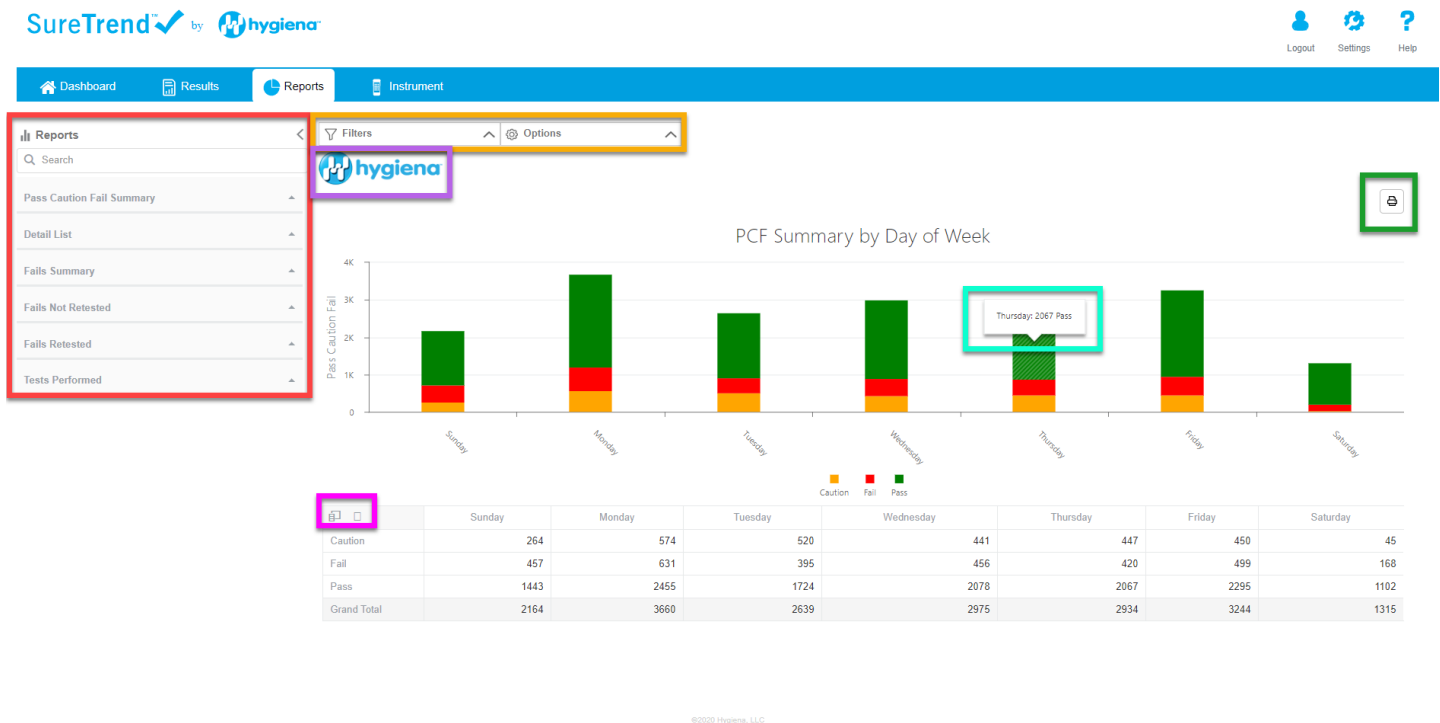 SureTrend™ by hygiena™
Logout Settings Help
Dashboard Results Reports Instrument
Reports
Search
Pass Caution Fail Summary
Detail List
Fails Summary
Fails Not Retested
Fails Retested
Tests Performed
Filters Options
hygiena
PCF Summary by Day of Week
Pass Caution Fail
4K
3K
2K
1K
0
Thursday: 2067 Pass
Sunday Monday Tuesday Wednesday Thursday Friday Saturday
Caution Fail Pass
Sunday Monday Tuesday Wednesday Thursday Friday Saturday
Caution 264 574 520 441 447 450 45
Fail 457 631 395 456 420 499 168
Pass 1443 2455 1724 2078 2067 2295 1102
Grand Total 2164 3660 2639 2975 2934 3244 1315
©2020 Hygiena, LLC